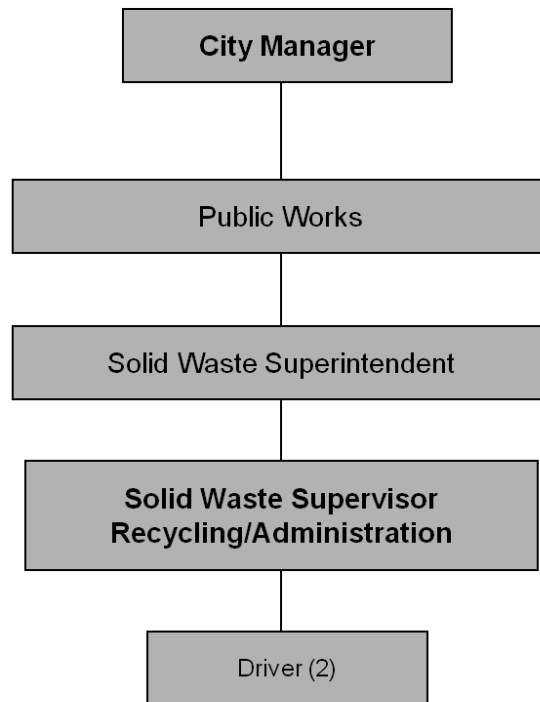 City Manager
Public Works
Solid Waste Superintendent
Solid Waste Supervisor
Recycling/Administration
Driver (2)